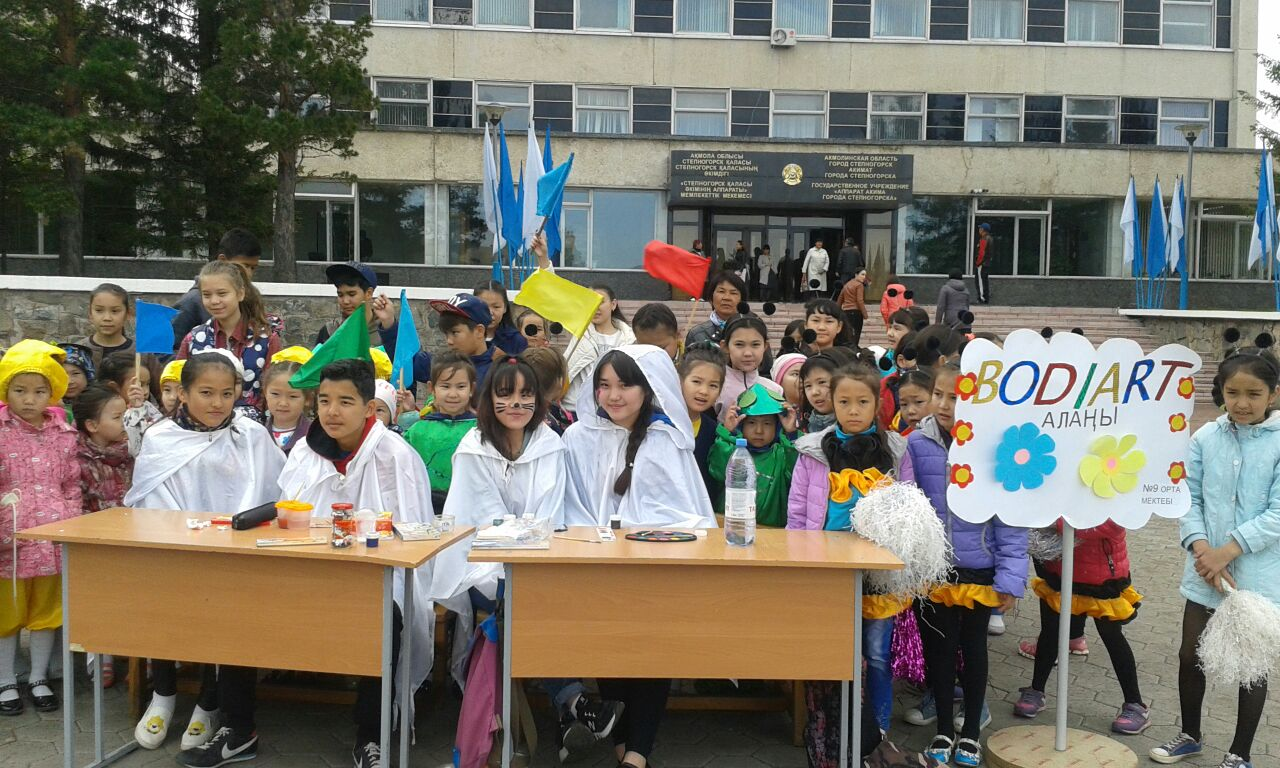 АҚМОЛА ОБЛЫСЫ
СТЕПНОГОРСК ҚАЛАСЫ
СТЕПНОГОРСК ҚАЛАСЫНЫҢ
ӘКІМДІГІ
«СТЕПНОГОРСК ҚАЛАСЫ
ӘКІМІНІҢ АППАРАТЫ»
МЕМЛЕКЕТТІК МЕКЕМЕСІ
АКМОЛИНСКАЯ ОБЛАСТЬ
ГОРОД СТЕПНОГОРСК
АКИМАТ
ГОРОДА СТЕПНОГОРСКА
ГОСУДАРСТВЕННОЕ УЧРЕЖДЕНИЕ
"АППАРАТ АКИМА
ГОРОДА СТЕПНОГОРСКА"
BODIART
АЛАҢЫ
№9 ОРТА
МЕКТЕБІ